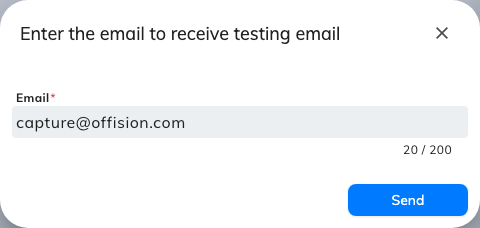 Enter the email to receive testing email
Email*
capture@offision.com
20 / 200
Send